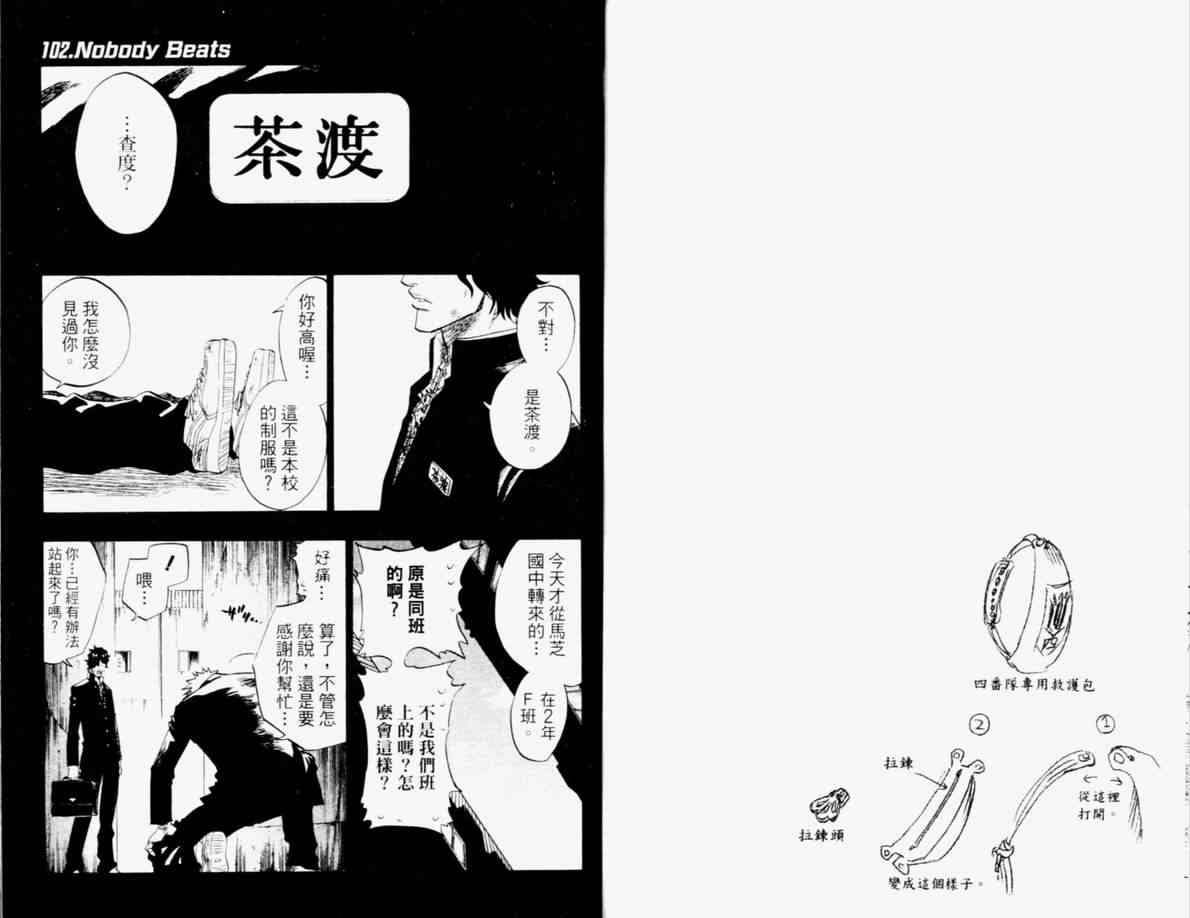 102.Nobody Beats
茶渡
…查度？
不對…
是茶渡。
茶渡
你好高喔…
這不是本校
的制服嗎？
我怎麼沒
見過你。
今天才從馬芝
國中轉來的…
在2年
F班。
原是同班
的啊？
不是我們班
上的嗎？怎
麼會這樣？
好痛…
算了，不管怎
麼說，還是要
感謝你幫忙…
！
喂…
你…已經有辦法
站起來了嗎？
四番隊專用救護包
①
從這裡
打開。
②
拉鍊
拉鍊頭
變成這個樣子。